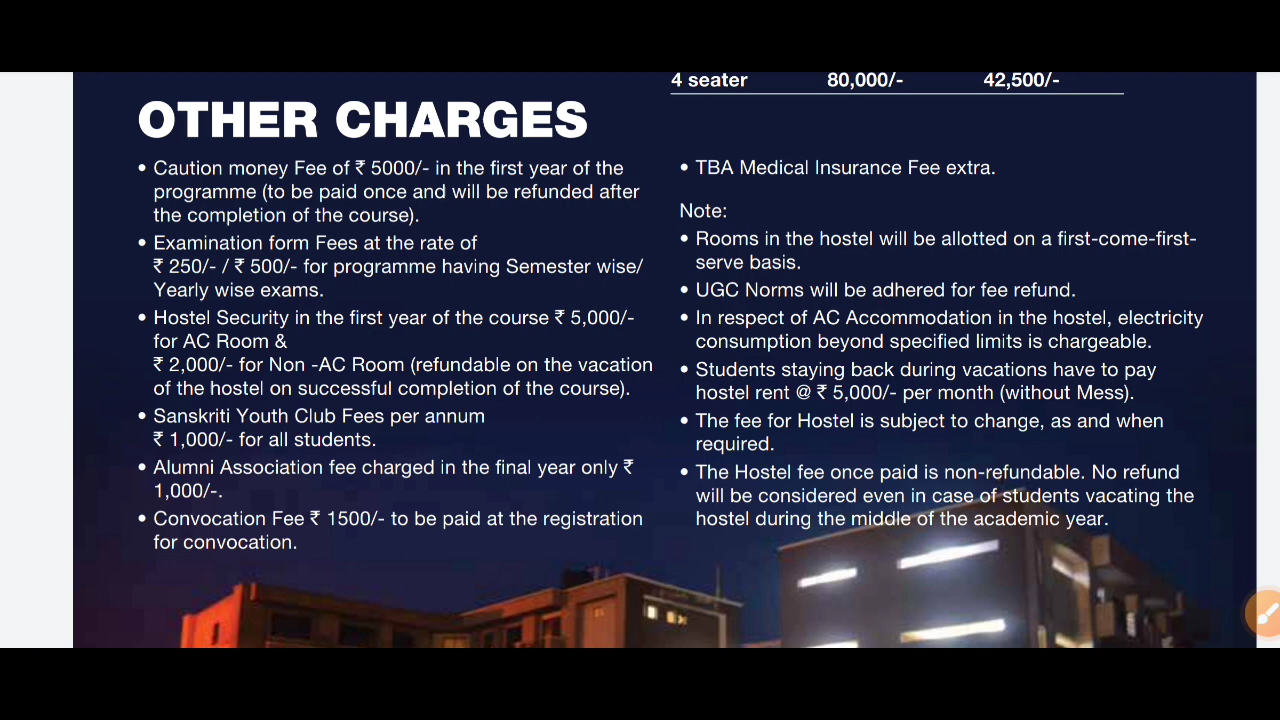 4 seater 80,000/- 42,500/-
OTHER CHARGES
• Caution money Fee of ₹ 5000/- in the first year of the
programme (to be paid once and will be refunded after
the completion of the course).
• Examination form Fees at the rate of
₹ 250/- / ₹ 500/- for programme having Semester wise/
Yearly wise exams.
• Hostel Security in the first year of the course ₹ 5,000/-
for AC Room &
₹ 2,000/- for Non -AC Room (refundable on the vacation
of the hostel on successful completion of the course).
• Sanskriti Youth Club Fees per annum
₹ 1,000/- for all students.
• Alumni Association fee charged in the final year only ₹
1,000/-.
• Convocation Fee ₹ 1500/- to be paid at the registration
for convocation.
• TBA Medical Insurance Fee extra.
Note:
• Rooms in the hostel will be allotted on a first-come-first-
serve basis.
• UGC Norms will be adhered for fee refund.
• In respect of AC Accommodation in the hostel, electricity
consumption beyond specified limits is chargeable.
• Students staying back during vacations have to pay
hostel rent @ ₹ 5,000/- per month (without Mess).
• The fee for Hostel is subject to change, as and when
required.
• The Hostel fee once paid is non-refundable. No refund
will be considered even in case of students vacating the
hostel during the middle of the academic year.